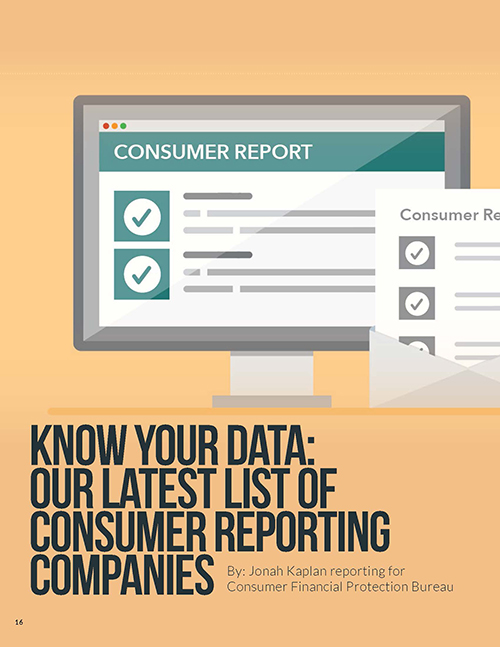 CONSUMER REPORT
Consumer Re
KNOW YOUR DATA:
OUR LATEST LIST OF
CONSUMER REPORTING
COMPANIES
By: Jonah Kaplan reporting for
Consumer Financial Protection Bureau
16